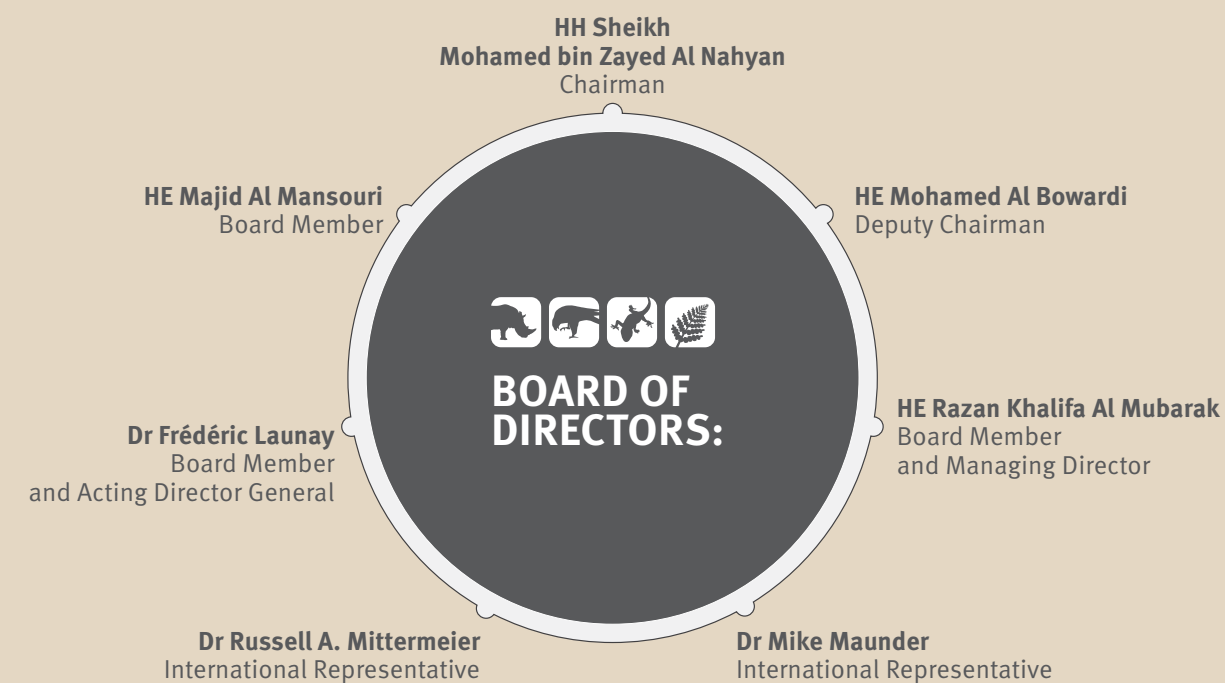 HH Sheikh
Mohamed bin Zayed Al Nahyan
Chairman
HE Majid Al Mansouri
Board Member
HE Mohamed Al Bowardi
Deputy Chairman
BOARD OF
DIRECTORS:
HE Razan Khalifa Al Mubarak
Board Member
and Managing Director
Dr Frédéric Launay
Board Member
and Acting Director General
Dr Russell A. Mittermeier
International Representative
Dr Mike Maunder
International Representative